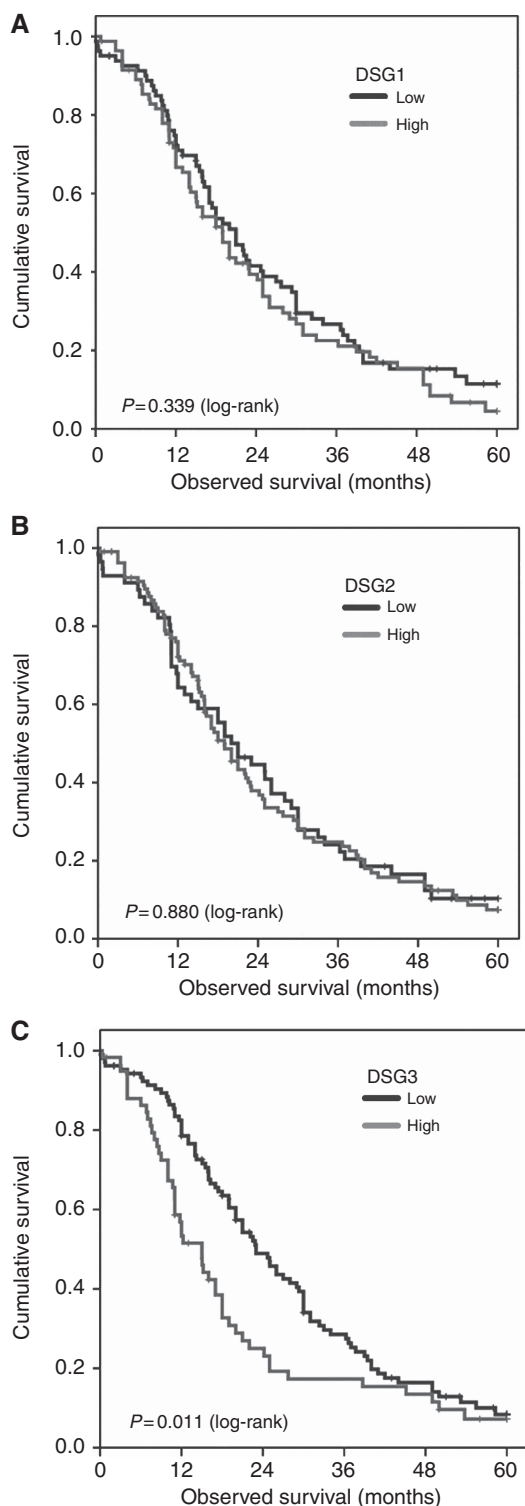 A
1.0
0.8
0.6
0.4
0.2
0.0
Cumulative survival
DSG1
Low
High
P=0.339 (log-rank)
0 12 24 36 48 60
Observed survival (months)
B
1.0
0.8
0.6
0.4
0.2
0.0
Cumulative survival
DSG2
Low
High
P=0.880 (log-rank)
0 12 24 36 48 60
Observed survival (months)
C
1.0
0.8
0.6
0.4
0.2
0.0
Cumulative survival
DSG3
Low
High
P=0.011 (log-rank)
0 12 24 36 48 60
Observed survival (months)